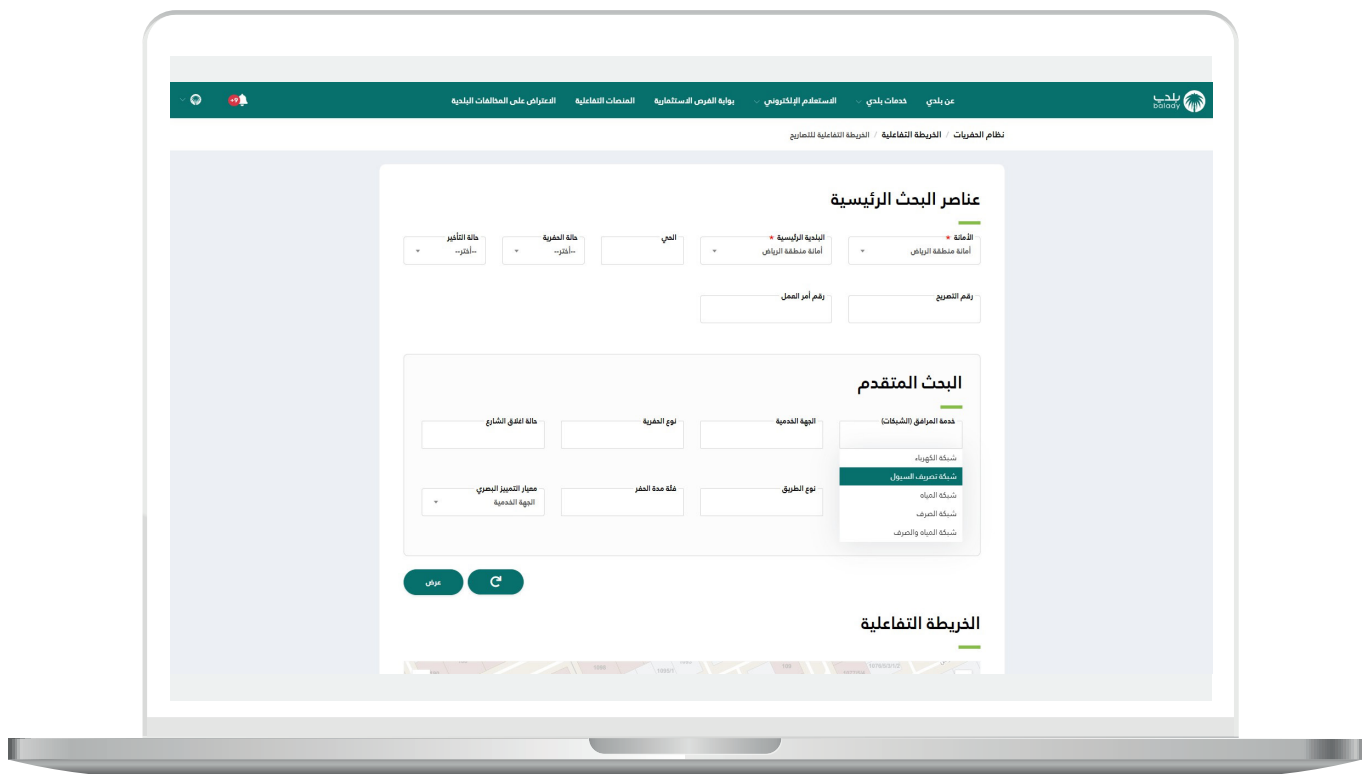 بلدي
balady
عن بلدي
خدمات بلدي
الاستعلام الإلكتروني
بوابة الفرص الاستثمارية
المنصات التفاعلية
الاعتراض على المخالفات البلدية
+9
نظام الحفريات / الخريطة التفاعلية / الخريطة التفاعلية للتصاريح
عناصر البحث الرئيسية
الأمانة *
أمانة منطقة الرياض
البلدية الرئيسية *
أمانة منطقة الرياض
الحي
حالة الحفرية
--أختر--
حالة التأخير
--أختر--
رقم التصريح
رقم أمر العمل
البحث المتقدم
خدمة المرافق (الشبكات)
الجهة الخدمية
نوع الحفرية
حالة اغلاق الشارع
شبكة الكهرباء
شبكة تصريف السيول
شبكة المياه
شبكة الصرف
شبكة المياه والصرف
نوع الطريق
فئة مدة الحفر
معيار التمييز البصري
الجهة الخدمية
عرض
الخريطة التفاعلية